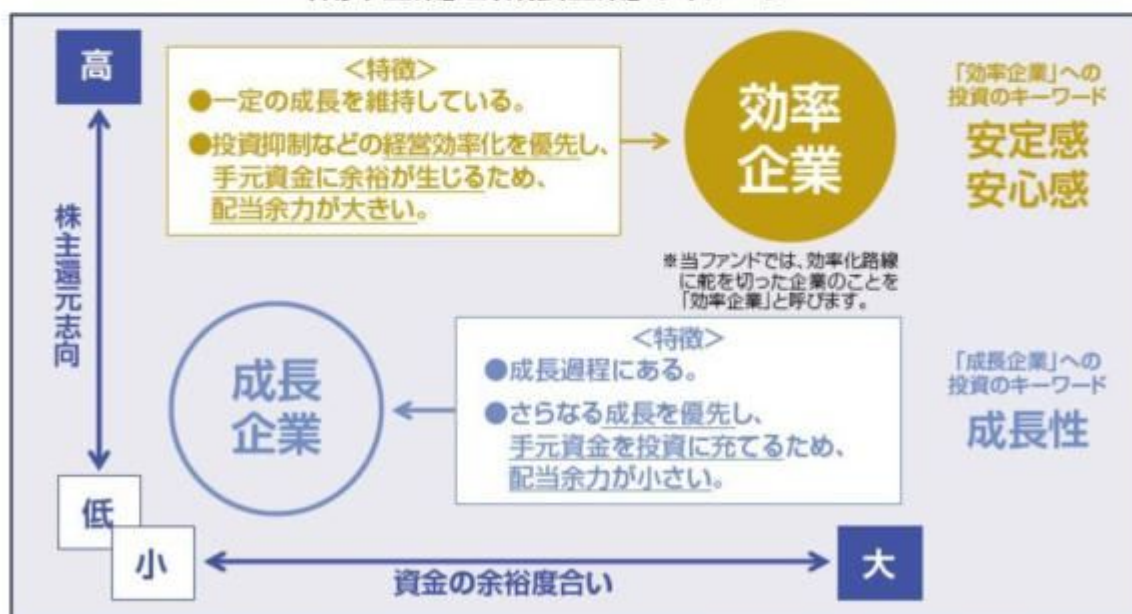 高
<特徴>
●一定の成長を維持している。
●投資抑制などの経営効率化を優先し、
手元資金に余裕が生じるため、
配当余力が大きい。
効率
企業
「効率企業」への
投資のキーワード
安定感
安心感
※当ファンドでは、効率化路線
に舵を切った企業のことを
「効率企業」と呼びます。
株主還元志向
成長
企業
<特徴>
●成長過程にある。
●さらなる成長を優先し、
手元資金を投資に充てるため、
配当余力が小さい。
「成長企業」への
投資のキーワード
成長性
低
小
資金の余裕度合い
大